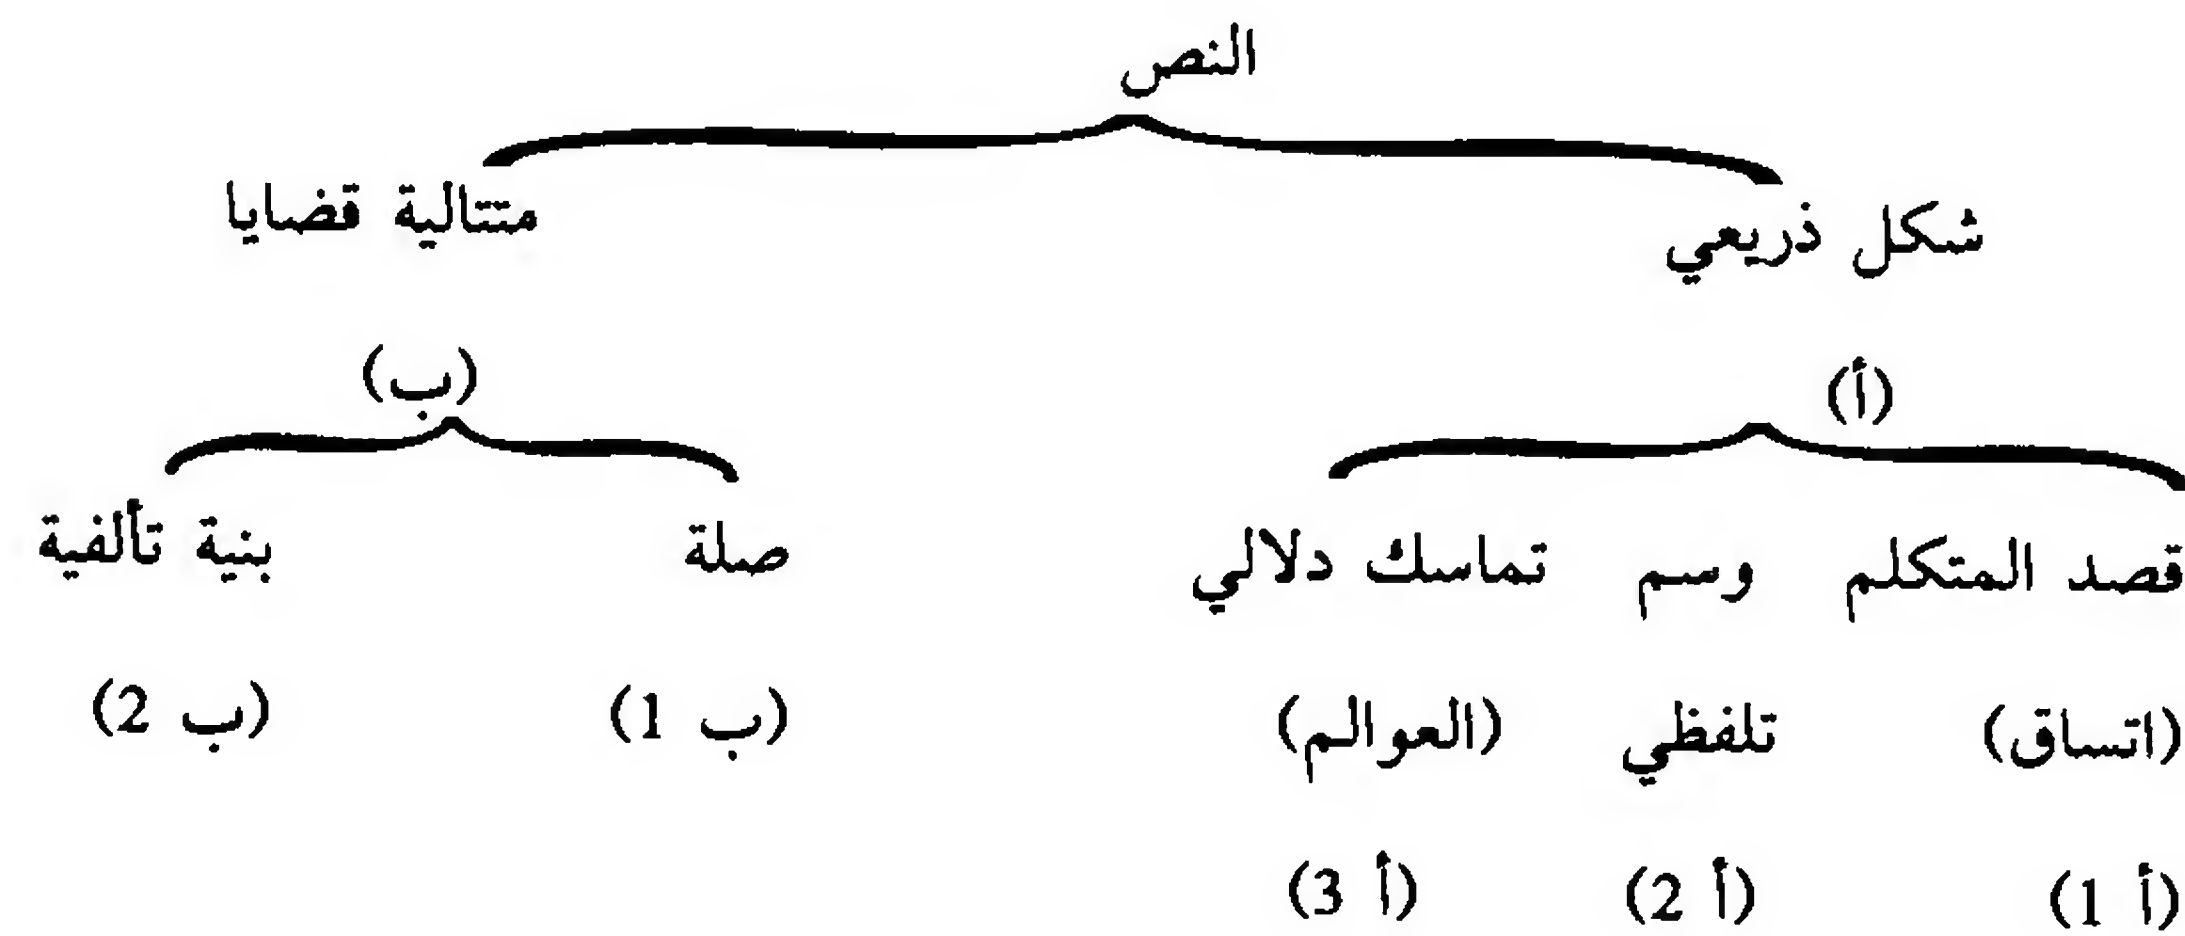 النص
شكل ذريعي متتالية قضايا
(أ) (ب)
قصد المتكلم وسم تماسك دلالي صلة بنية تألفية
(اتساق) تلفظي (العوالم) (ب 1) (ب 2)
(أ 1) (أ 2) (أ 3)